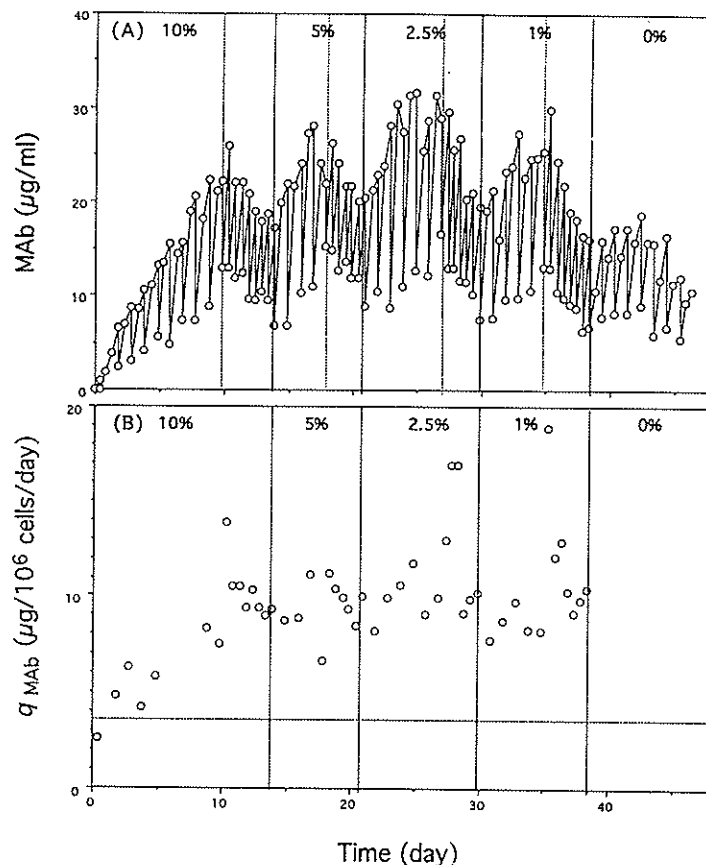 (A) 10% 5% 2.5% 1% 0%
40
30
20
10
0
MAb (µg/ml)
20
(B) 10% 5% 2.5% 1% 0%
10
0
q MAb (µg/10⁶ cells/day)
0 10 20 30 40
Time (day)